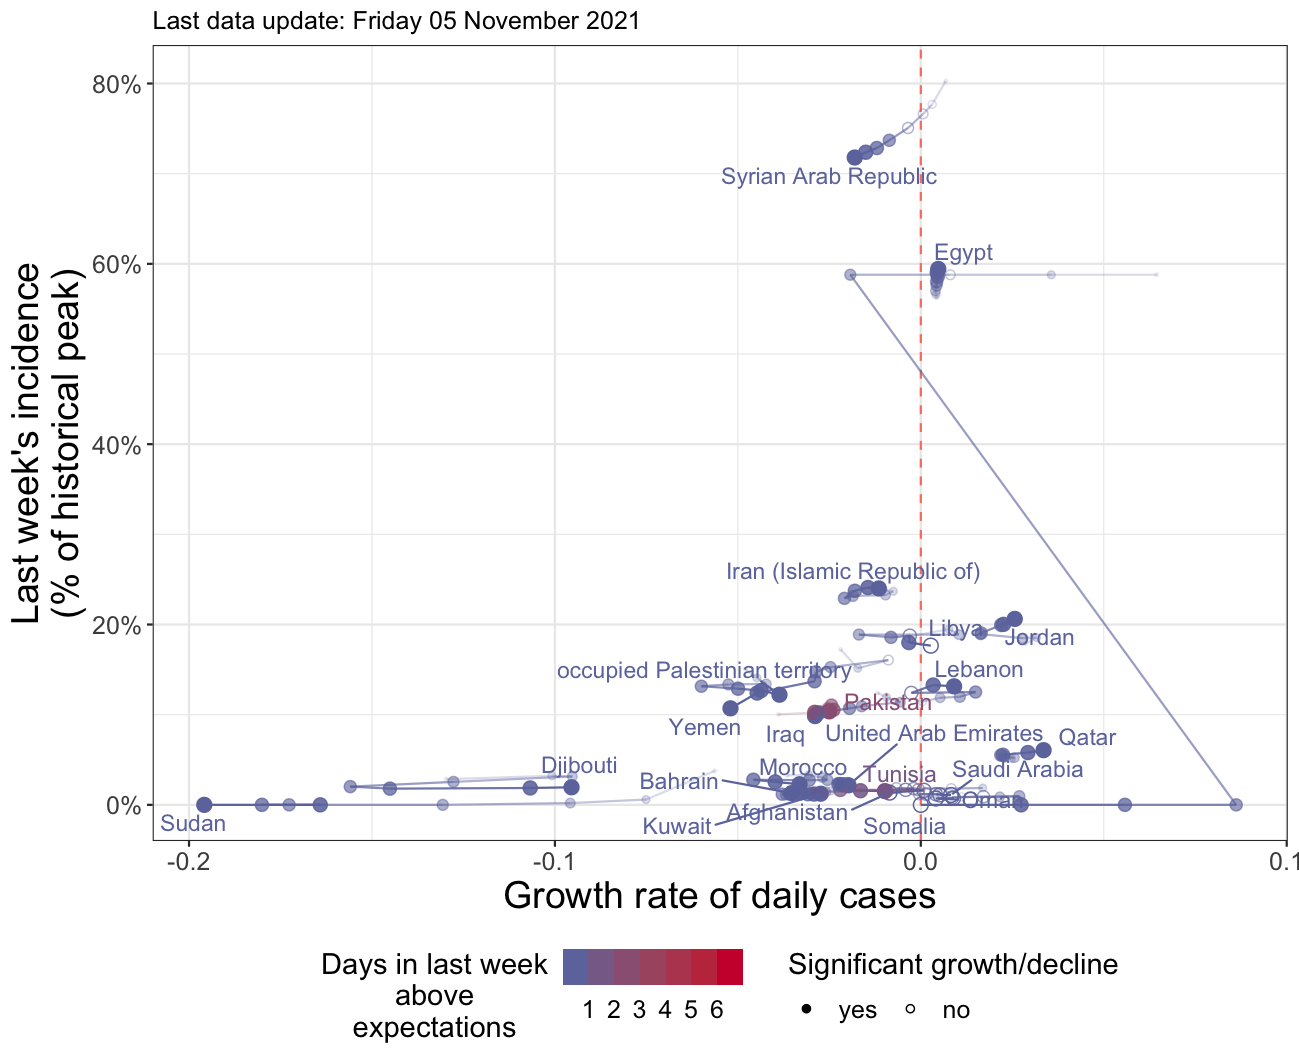 Last data update: Friday 05 November 2021
80%
60%
40%
20%
0%
Last week's incidence
(% of historical peak)
Syrian Arab Republic
Egypt
Iran (Islamic Republic of)
Libya
Jordan
occupied Palestinian territory
Lebanon
Pakistan
Yemen
Iraq
United Arab Emirates
Qatar
Djibouti
Morocco
Bahrain
Tunisia
Saudi Arabia
Oman
Afghanistan
Sudan
Kuwait
Somalia
-0.2
-0.1
0.0
0.1
Growth rate of daily cases
Days in last week
above
expectations
1 2 3 4 5 6
Significant growth/decline
yes
no